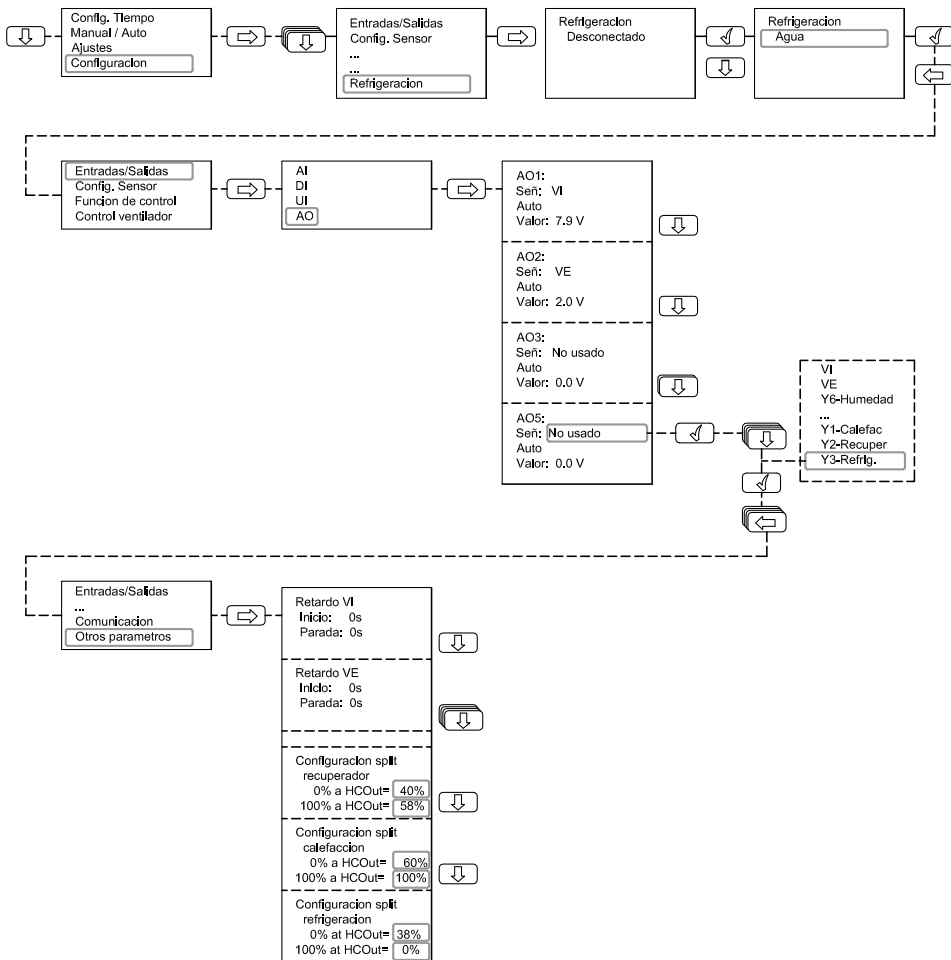 Config. Tiempo
Manual / Auto
Ajustes
Configuracion
Entradas/Salidas
Config. Sensor
...
...
Refrigeracion
Refrigeracion
Desconectado
Refrigeracion
Agua
Entradas/Salidas
Config. Sensor
Funcion de control
Control ventilador
AI
DI
UI
AO
AO1:
Señ: VI
Auto
Valor: 7.9 V
AO2:
Señ: VE
Auto
Valor: 2.0 V
AO3:
Señ: No usado
Auto
Valor: 0.0 V
AO5:
Señ: No usado
Auto
Valor: 0.0 V
VI
VE
Y6-Humedad
...
Y1-Calefac
Y2-Recuper
Y3-Refrig.
Entradas/Salidas
...
Comunicacion
Otros parametros
Retardo VI
Inicio: 0s
Parada: 0s
Retardo VE
Inicio: 0s
Parada: 0s
Configuracion split
recuperador
0% a HCOut= 40%
100% a HCOut= 58%
Configuracion split
calefaccion
0% a HCOut= 60%
100% a HCOut= 100%
Configuracion split
refrigeracion
0% at HCOut= 38%
100% at HCOut= 0%